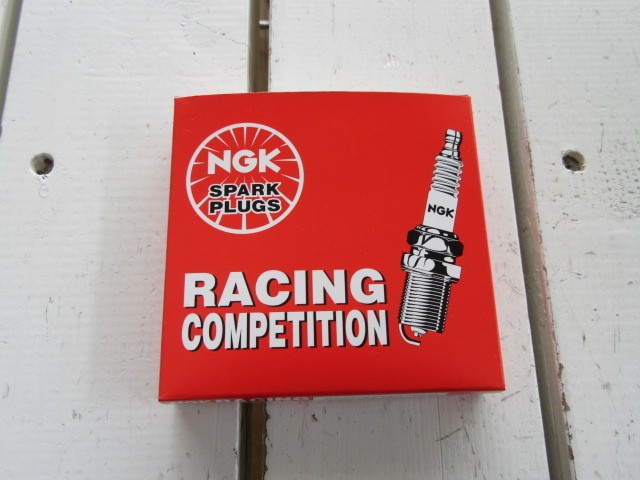 NGK
SPARK
PLUGS
NGK
RACING
COMPETITION